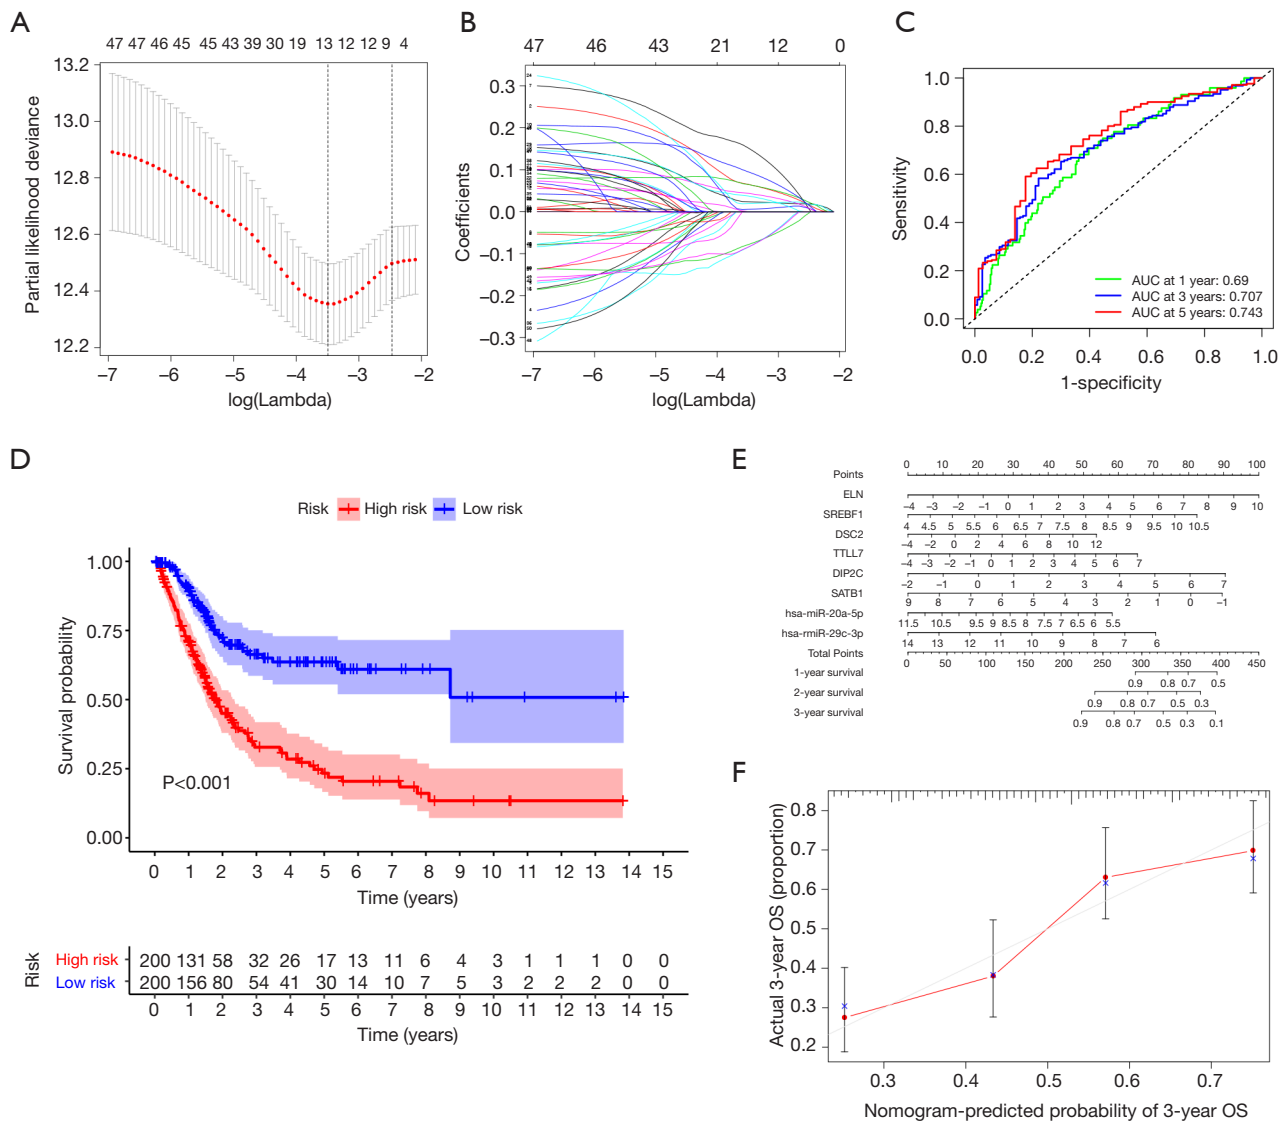 A
47 47 46 45 45 43 39 30 19 13 12 12 9 4
13.2
13.0
12.8
12.6
12.4
12.2
Partial likelihood deviance
−7 −6 −5 −4 −3 −2
log(Lambda)
B
47 46 43 21 12 0
0.3
0.2
0.1
0.0
−0.1
−0.2
−0.3
Coefficients
−7 −6 −5 −4 −3 −2
log(Lambda)
C
1.0
0.8
0.6
0.4
0.2
0.0
Sensitivity
AUC at 1 year: 0.69
AUC at 3 years: 0.707
AUC at 5 years: 0.743
0.0 0.2 0.4 0.6 0.8 1.0
1-specificity
D
Risk High risk Low risk
1.00
0.75
0.50
0.25
0.00
Survival probability
P<0.001
0 1 2 3 4 5 6 7 8 9 10 11 12 13 14 15
Time (years)
Risk
High risk 200 131 58 32 26 17 13 11 6 4 3 1 1 1 0 0
Low risk 200 156 80 54 41 30 14 10 7 5 3 2 2 2 0 0
0 1 2 3 4 5 6 7 8 9 10 11 12 13 14 15
Time (years)
E
0 10 20 30 40 50 60 70 80 90 100
Points
ELN
−4 −3 −2 −1 0 1 2 3 4 5 6 7 8 9 10
SREBF1
4 4.5 5 5.5 6 6.5 7 7.5 8 8.5 9 9.5 10 10.5
DSC2
−4 −2 0 2 4 6 8 10 12
TTLL7
−4 −3 −2 −1 0 1 2 3 4 5 6 7
DIP2C
−2 −1 0 1 2 3 4 5 6 7
SATB1
9 8 7 6 5 4 3 2 1 0 −1
hsa-miR-20a-5p
11.5 10.5 9.5 9 8.5 8 7.5 7 6.5 6 5.5
hsa-rmiR-29c-3p
14 13 12 11 10 9 8 7 6
Total Points
0 50 100 150 200 250 300 350 400 450
1-year survival
0.9 0.8 0.7 0.5
2-year survival
0.9 0.8 0.7 0.5 0.3
3-year survival
0.9 0.8 0.7 0.5 0.3 0.1
F
0.8
0.7
0.6
0.5
0.4
0.3
0.2
Actual 3-year OS (proportion)
0.3 0.4 0.5 0.6 0.7
Nomogram-predicted probability of 3-year OS